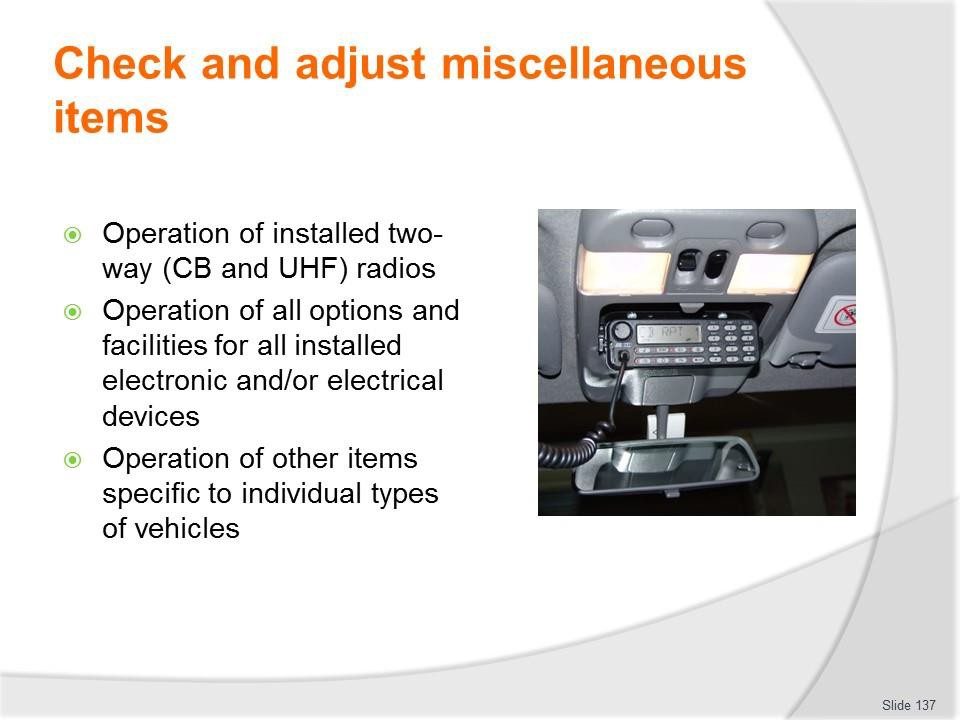 Check and adjust miscellaneous
items
Operation of installed two-
way (CB and UHF) radios
Operation of all options and
facilities for all installed
electronic and/or electrical
devices
Operation of other items
specific to individual types
of vehicles
Slide 137